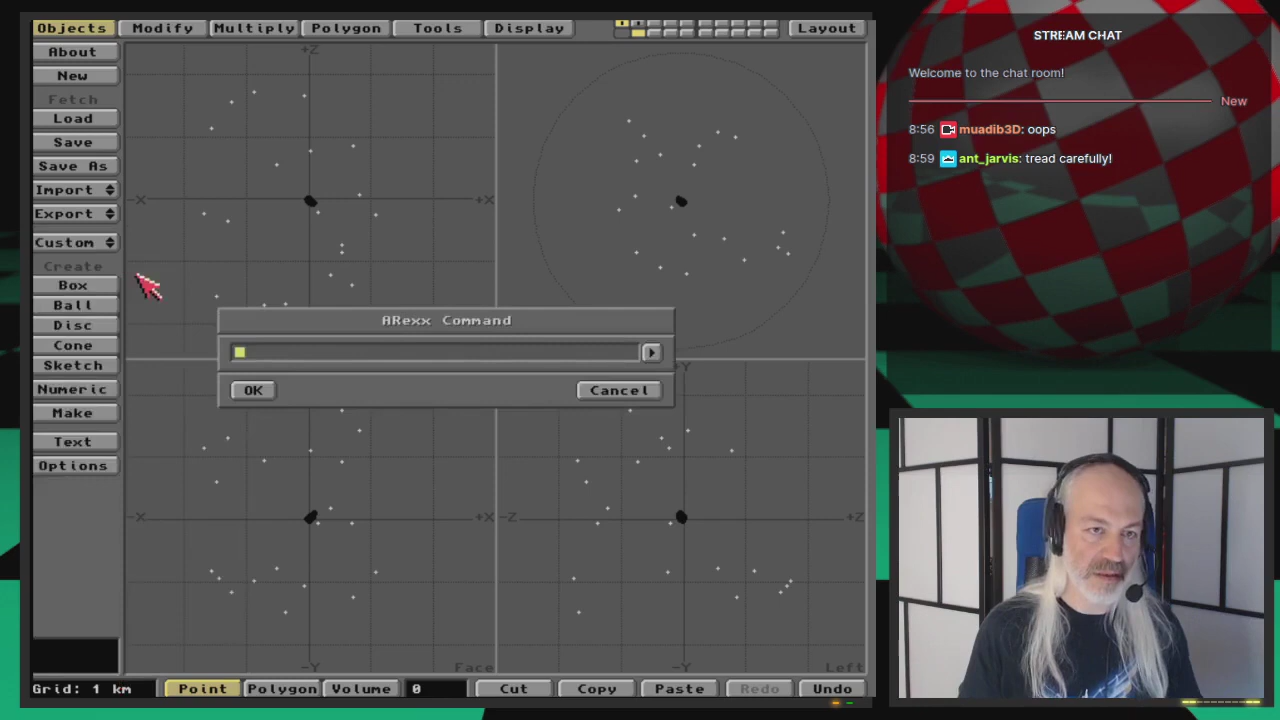 Objects Modify Multiply Polygon Tools Display Layout
About
New
Fetch
Load
Save
Save As
Import
Export
Custom
Create
Box
Ball
Disc
Cone
Sketch
Numeric
Make
Text
Options
+Z
-X +X
ARexx Command
OK Cancel
+Y
-X +X -Z +Z
-Y Face -Y Left
Grid: 1 km Point Polygon Volume 0 Cut Copy Paste Redo Undo
STREAM CHAT
Welcome to the chat room!
New
8:56 muadib3D: oops
8:59 ant_jarvis: tread carefully!